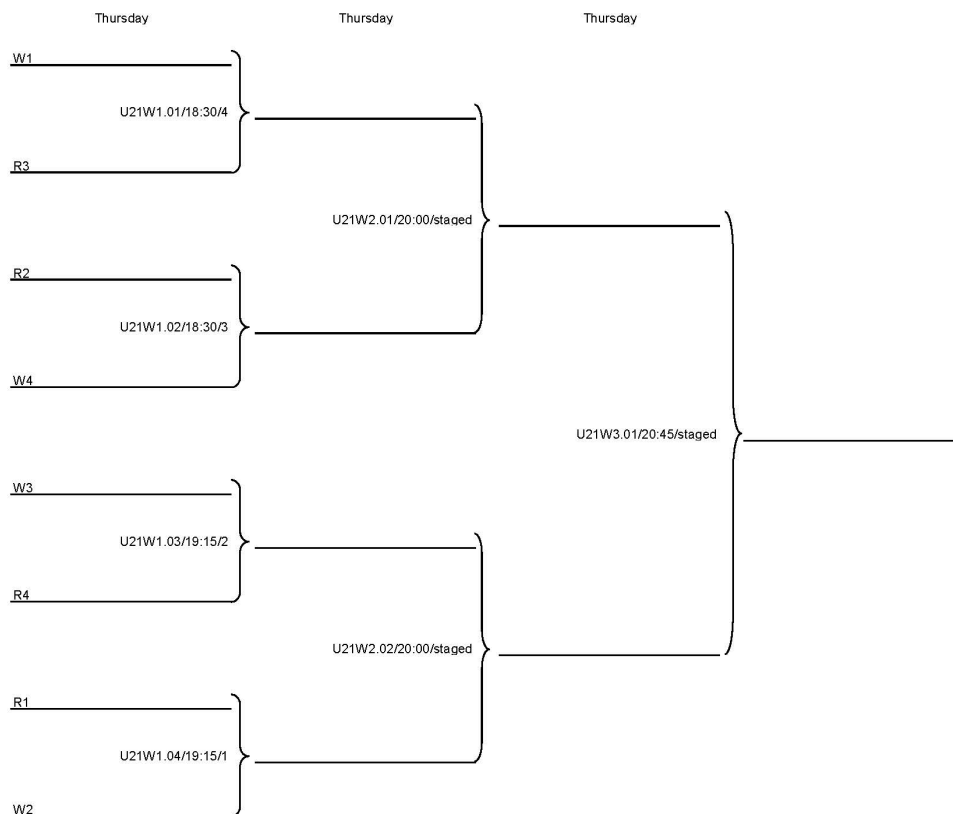 Thursday Thursday Thursday
W1
U21W1.01/18:30/4
R3
U21W2.01/20:00/staged
R2
U21W1.02/18:30/3
W4
U21W3.01/20:45/staged
W3
U21W1.03/19:15/2
R4
U21W2.02/20:00/staged
R1
U21W1.04/19:15/1
W2